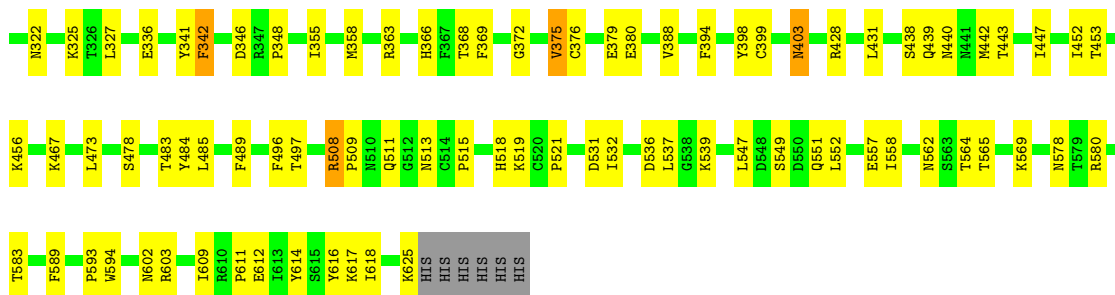 N322 K325 T326 L327 E336 Y341 F342 D346 R347 P348 I355 M358 R363 H366 F367 T368 F369 G372 V375 C376 E379 E380 V388 F394 Y398 C399 N403 R428 L431 S438 Q439 N440 N441 M442 T443 I447 I452 T453
K456 K467 L473 S478 T483 Y484 L485 F489 F496 T497 R508 P509 N510 Q511 G512 N513 C514 P515 H518 K519 C520 P521 D531 I532 D536 L537 G538 K539 L547 D548 S549 D550 Q551 L552 E557 I558 N562 S563 T564 T565 K569 N578 T579 R580
T583 F589 P593 W594 N602 R603 I609 R610 P611 E612 I613 Y614 S615 Y616 K617 I618 K625 HIS HIS HIS HIS HIS HIS